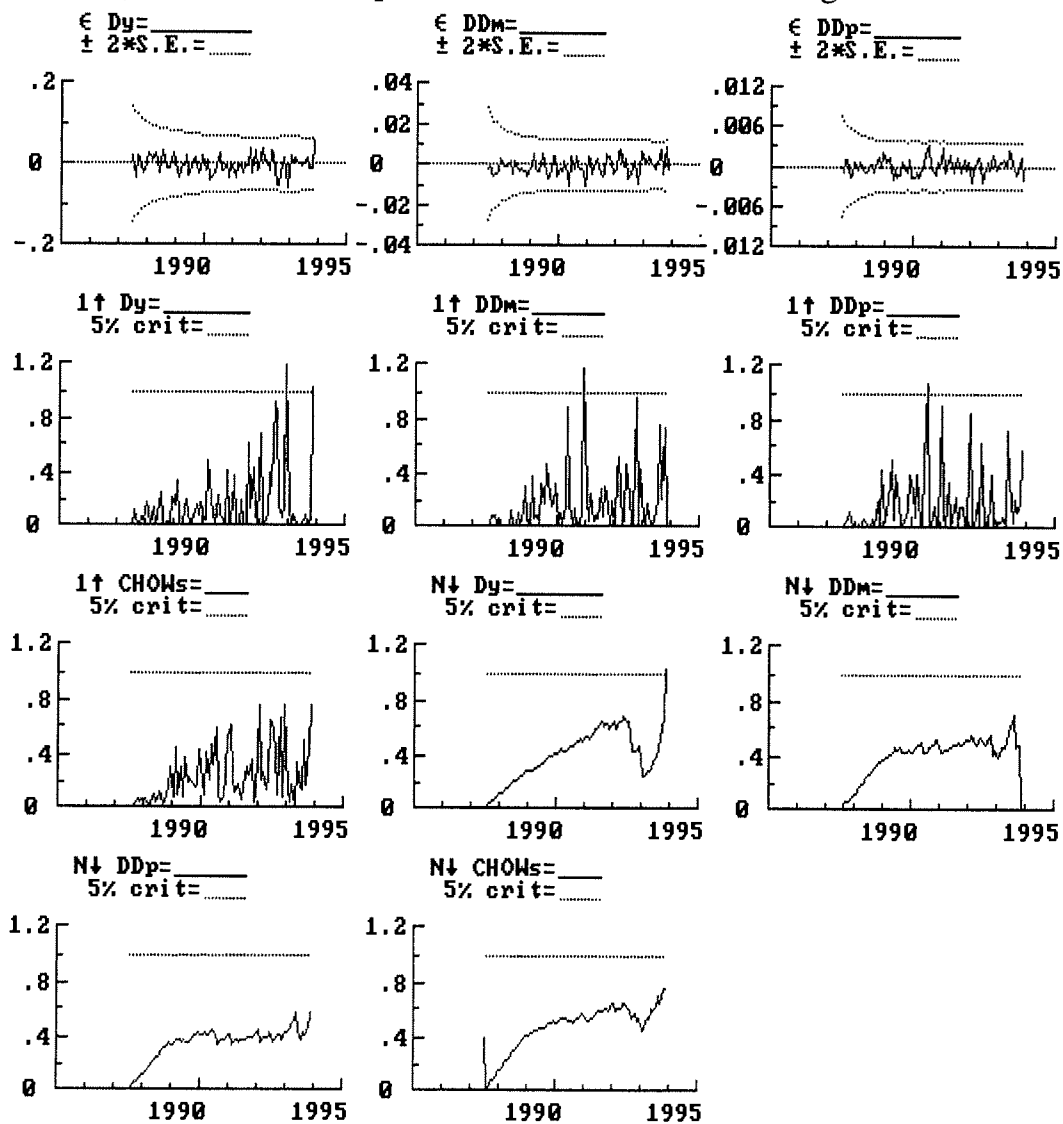 € Dy=
± 2*S.E.=
€ DDm=
± 2*S.E.=
€ DDp=
± 2*S.E.=
.2
0
-.2
1990 1995
.04
.02
0
-.02
-.04
1990 1995
.012
.006
0
-.006
-.012
1990 1995
1↑ Dy=
5% crit=
1↑ DDm=
5% crit=
1↑ DDp=
5% crit=
1.2
.8
.4
0
1990 1995
1.2
.8
.4
0
1990 1995
1.2
.8
.4
0
1990 1995
1↑ CHOWs=
5% crit=
N↓ Dy=
5% crit=
N↓ DDm=
5% crit=
1.2
.8
.4
0
1990 1995
1.2
.8
.4
0
1990 1995
1.2
.8
.4
0
1990 1995
N↓ DDp=
5% crit=
N↓ CHOWs=
5% crit=
1.2
.8
.4
0
1990 1995
1.2
.8
.4
0
1990 1995